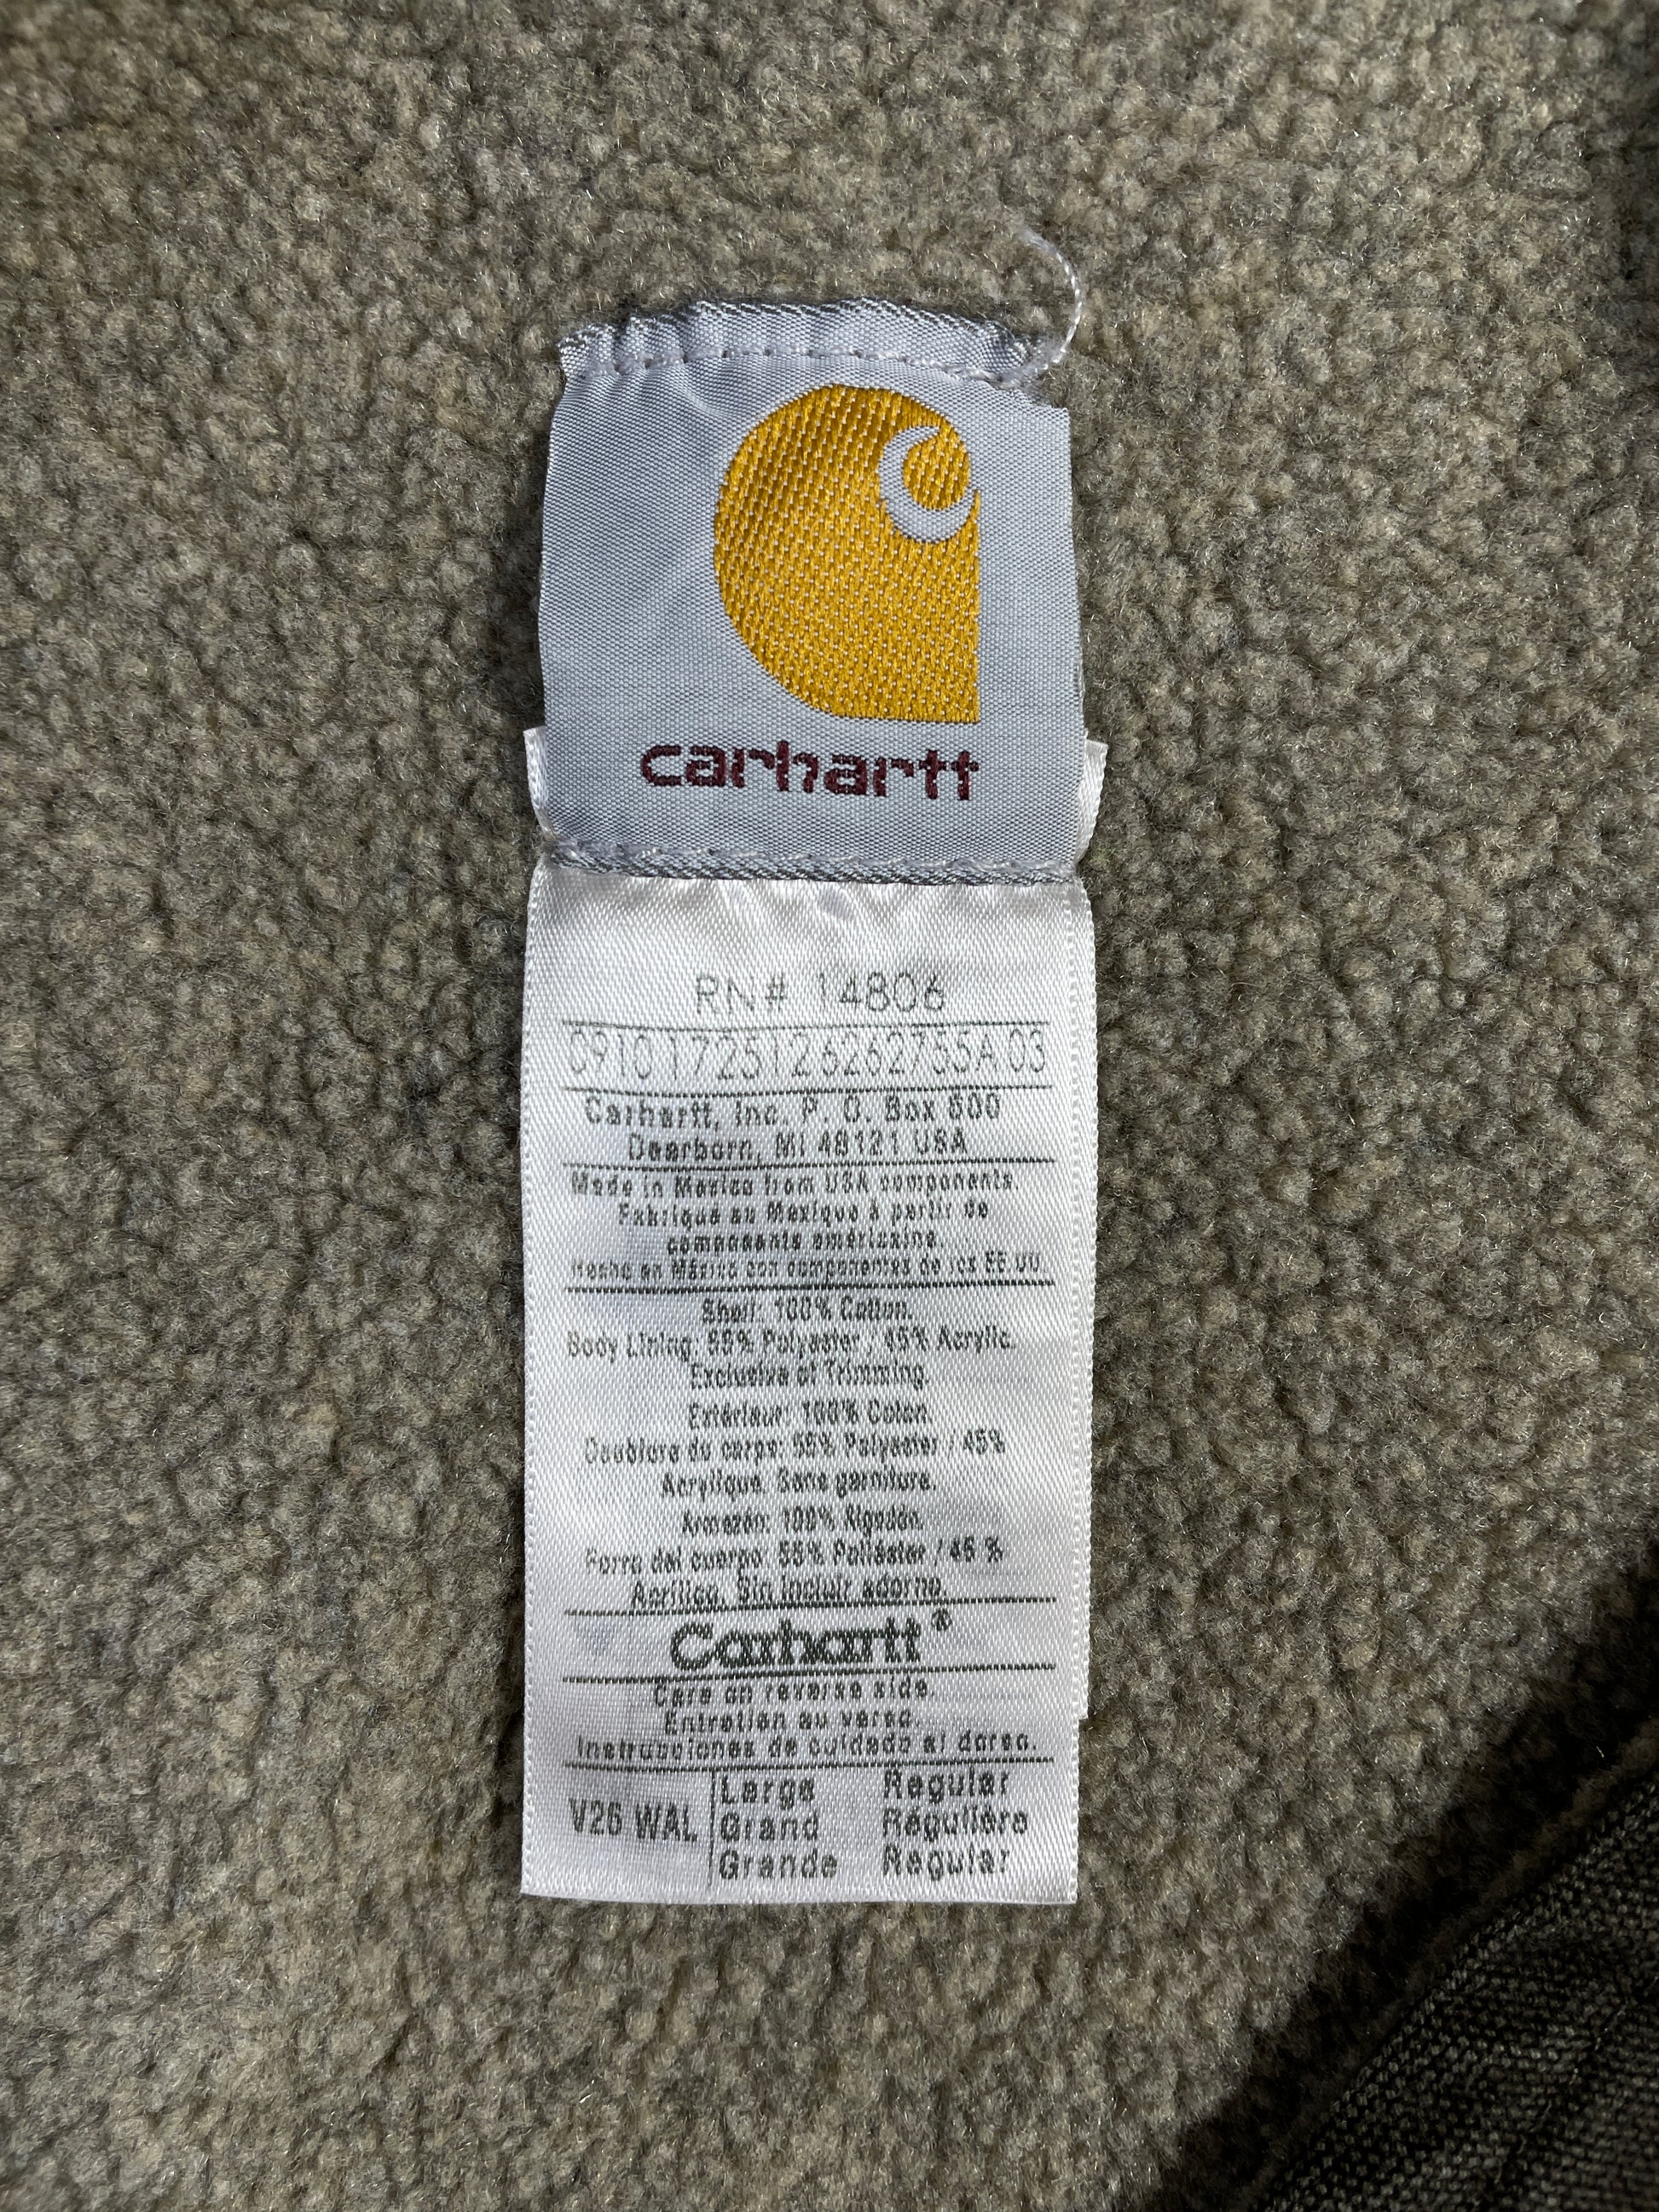 carhartt
RN# 14806
0910 1725126262755A 03
Carhartt, Inc. P. O. Box 600
Dearborn, MI 48121 USA
Made in Mexico from USA components.
Fabriqué au Mexique à partir de
composants américains.
Hecho en México con componentes de los EE.UU.
Shell: 100% Cotton.
Body Lining: 55% Polyester / 45% Acrylic.
Exclusive of Trimming.
Extérieur: 100% Coton.
Doublure du corps: 55% Polyester / 45%
Acrylique. Sans garniture.
Armazón: 100% Algodón.
Forro del cuerpo: 55% Poliéster / 45 %
Acrílico. Sin incluir adorno.
Carhartt®
Care on reverse side.
Entretien au verso.
Instrucciones de cuidado al dorso.
V26 WAL
Large Regular
Grand Régulière
Grande Regular